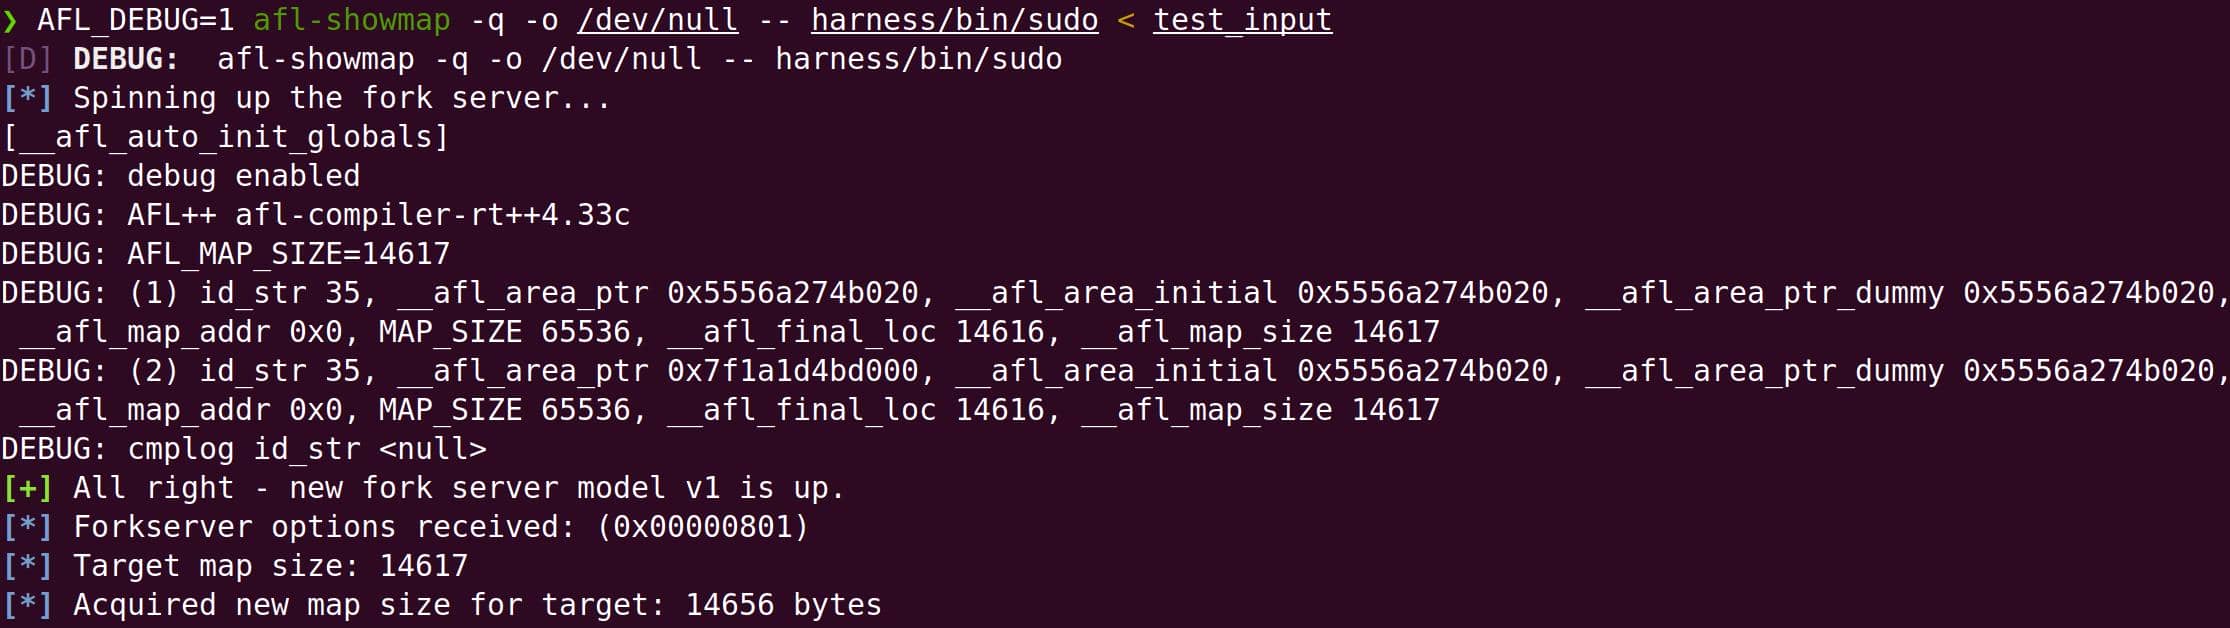 ❯ AFL_DEBUG=1 afl-showmap -q -o /dev/null -- harness/bin/sudo < test_input
[D] DEBUG:  afl-showmap -q -o /dev/null -- harness/bin/sudo
[*] Spinning up the fork server...
[__afl_auto_init_globals]
DEBUG: debug enabled
DEBUG: AFL++ afl-compiler-rt++4.33c
DEBUG: AFL_MAP_SIZE=14617
DEBUG: (1) id_str 35, __afl_area_ptr 0x5556a274b020, __afl_area_initial 0x5556a274b020, __afl_area_ptr_dummy 0x5556a274b020,
 __afl_map_addr 0x0, MAP_SIZE 65536, __afl_final_loc 14616, __afl_map_size 14617
DEBUG: (2) id_str 35, __afl_area_ptr 0x7f1a1d4bd000, __afl_area_initial 0x5556a274b020, __afl_area_ptr_dummy 0x5556a274b020,
 __afl_map_addr 0x0, MAP_SIZE 65536, __afl_final_loc 14616, __afl_map_size 14617
DEBUG: cmplog id_str <null>
[+] All right - new fork server model v1 is up.
[*] Forkserver options received: (0x00000801)
[*] Target map size: 14617
[*] Acquired new map size for target: 14656 bytes